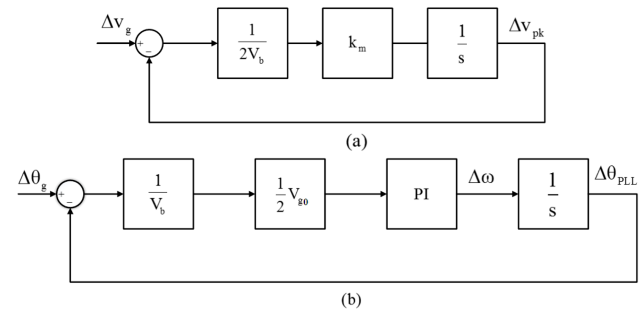 Δv_g
+
−
1/2V_b
k_m
1/s
Δv_pk
(a)
Δθ_g
+
−
1/V_b
1/2 V_g0
PI
Δω
1/s
Δθ_PLL
(b)